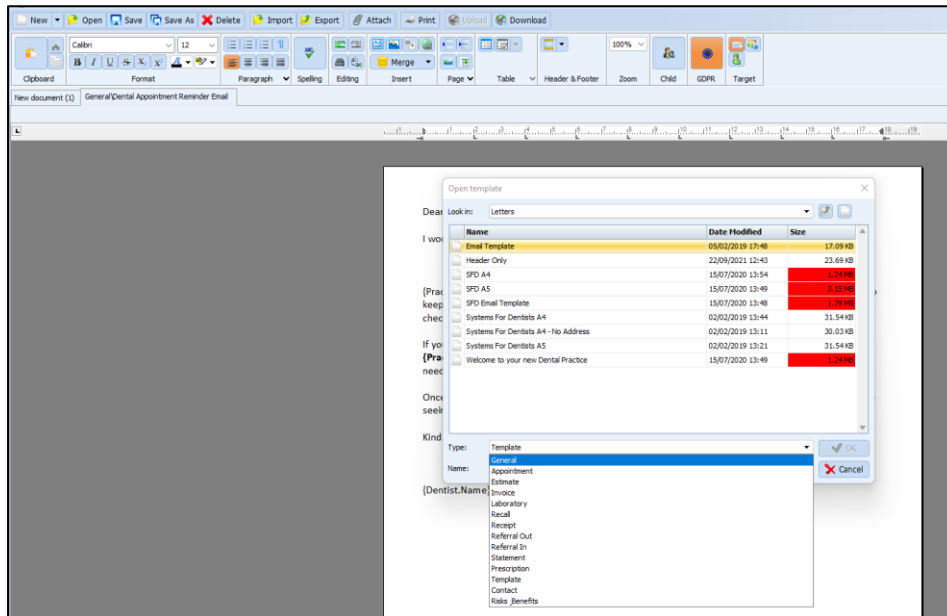 New Open Save Save As Delete Import Export Attach Print Upload Download
Calibri 12 100%
B I U S X, X²
Merge
Clipboard Format Paragraph Spelling Editing Insert Page Table Header & Footer Zoom Child GDPR Target
New document (1) General\Dental Appointment Reminder Email
Open template
Dear Look in: Letters
Name Date Modified Size
Email Template 05/02/2019 17:48 17.09 KB
Header Only 22/09/2021 12:43 23.69 KB
SFD A4 15/07/2020 13:54 1.24 MB
SFD A5 15/07/2020 13:49 5.15 MB
SFD Email Template 15/07/2020 13:48 1.79 MB
Systems For Dentists A4 02/02/2019 13:44 31.54 KB
Systems For Dentists A4 - No Address 02/02/2019 13:11 30.03 KB
Systems For Dentists A5 02/02/2019 13:21 31.54 KB
Welcome to your new Dental Practice 15/07/2020 13:49 1.24 MB
I wo
{Prac
keep
chec
If yo
{Pra
need
Once
seein
Kind
Type: Template OK
Name: Cancel
General
Appointment
Estimate
Invoice
Laboratory
Recall
Receipt
Referral Out
Referral In
Statement
Prescription
Template
Contact
Risks_Benefits
{Dentist.Name}